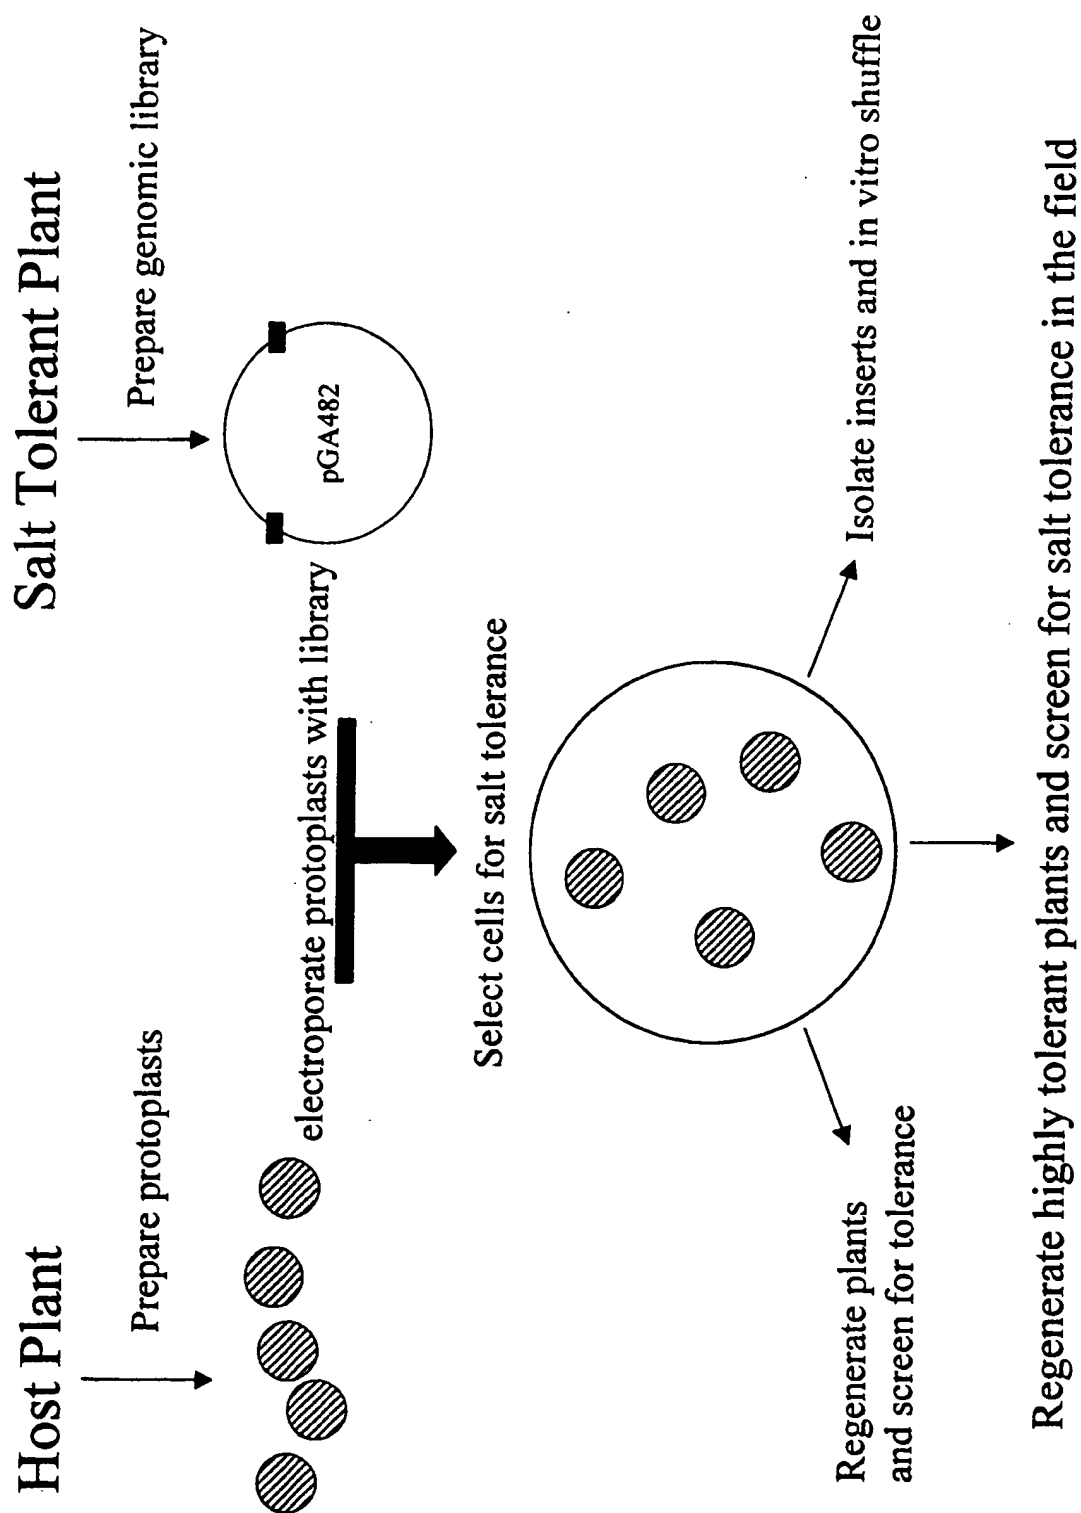 Host Plant
Salt Tolerant Plant
Prepare protoplasts
Prepare genomic library
pGA482
electroporate protoplasts with library
Select cells for salt tolerance
Regenerate plants
and screen for tolerance
Isolate inserts and in vitro shuffle
Regenerate highly tolerant plants and screen for salt tolerance in the field